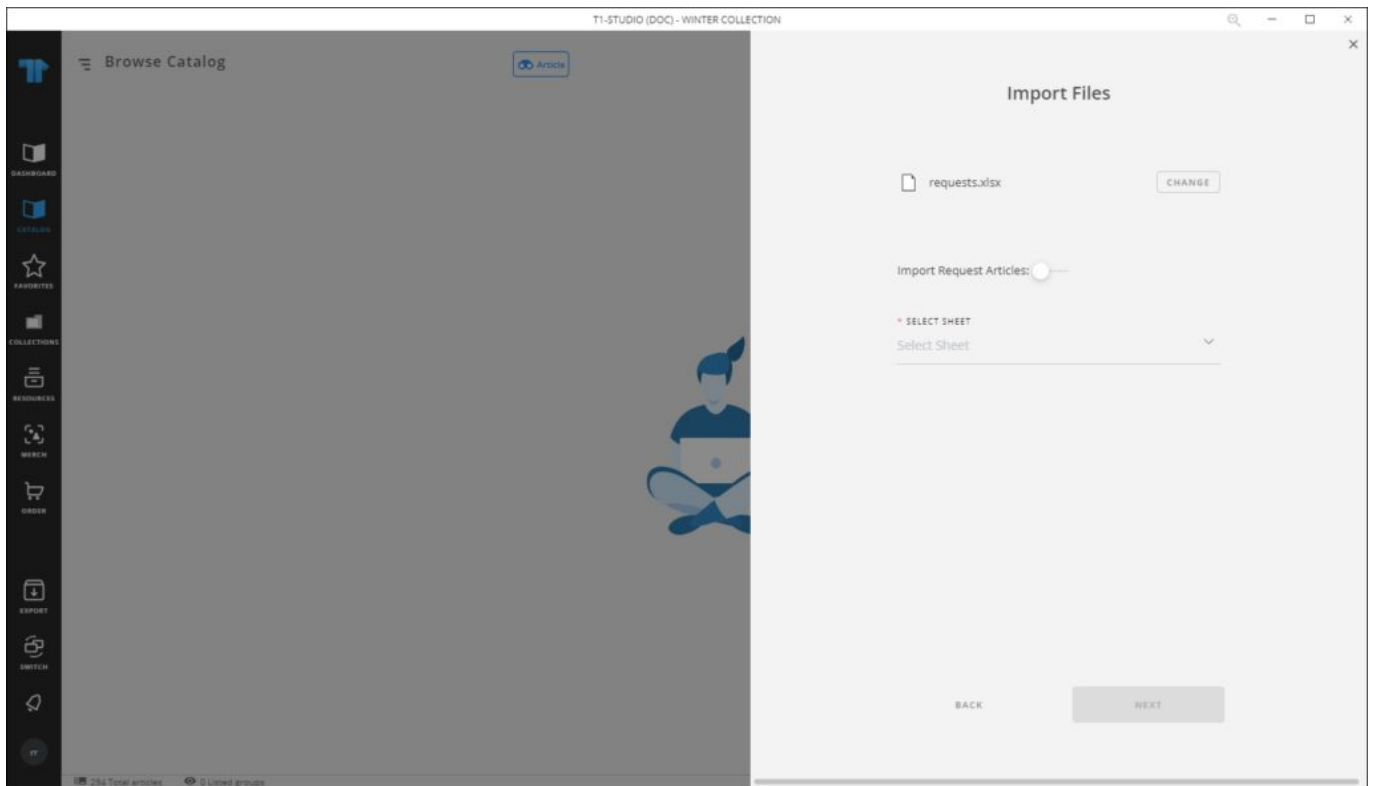 T1-STUDIO (DOC) - WINTER COLLECTION
Browse Catalog
Article
DASHBOARD
CATALOG
FAVORITES
COLLECTIONS
RESOURCES
MERCH
ORDER
EXPORT
SWITCH
IT
294 Total articles 0 Listed groups
Import Files
requests.xlsx CHANGE
Import Request Articles:
* SELECT SHEET
Select Sheet
BACK NEXT